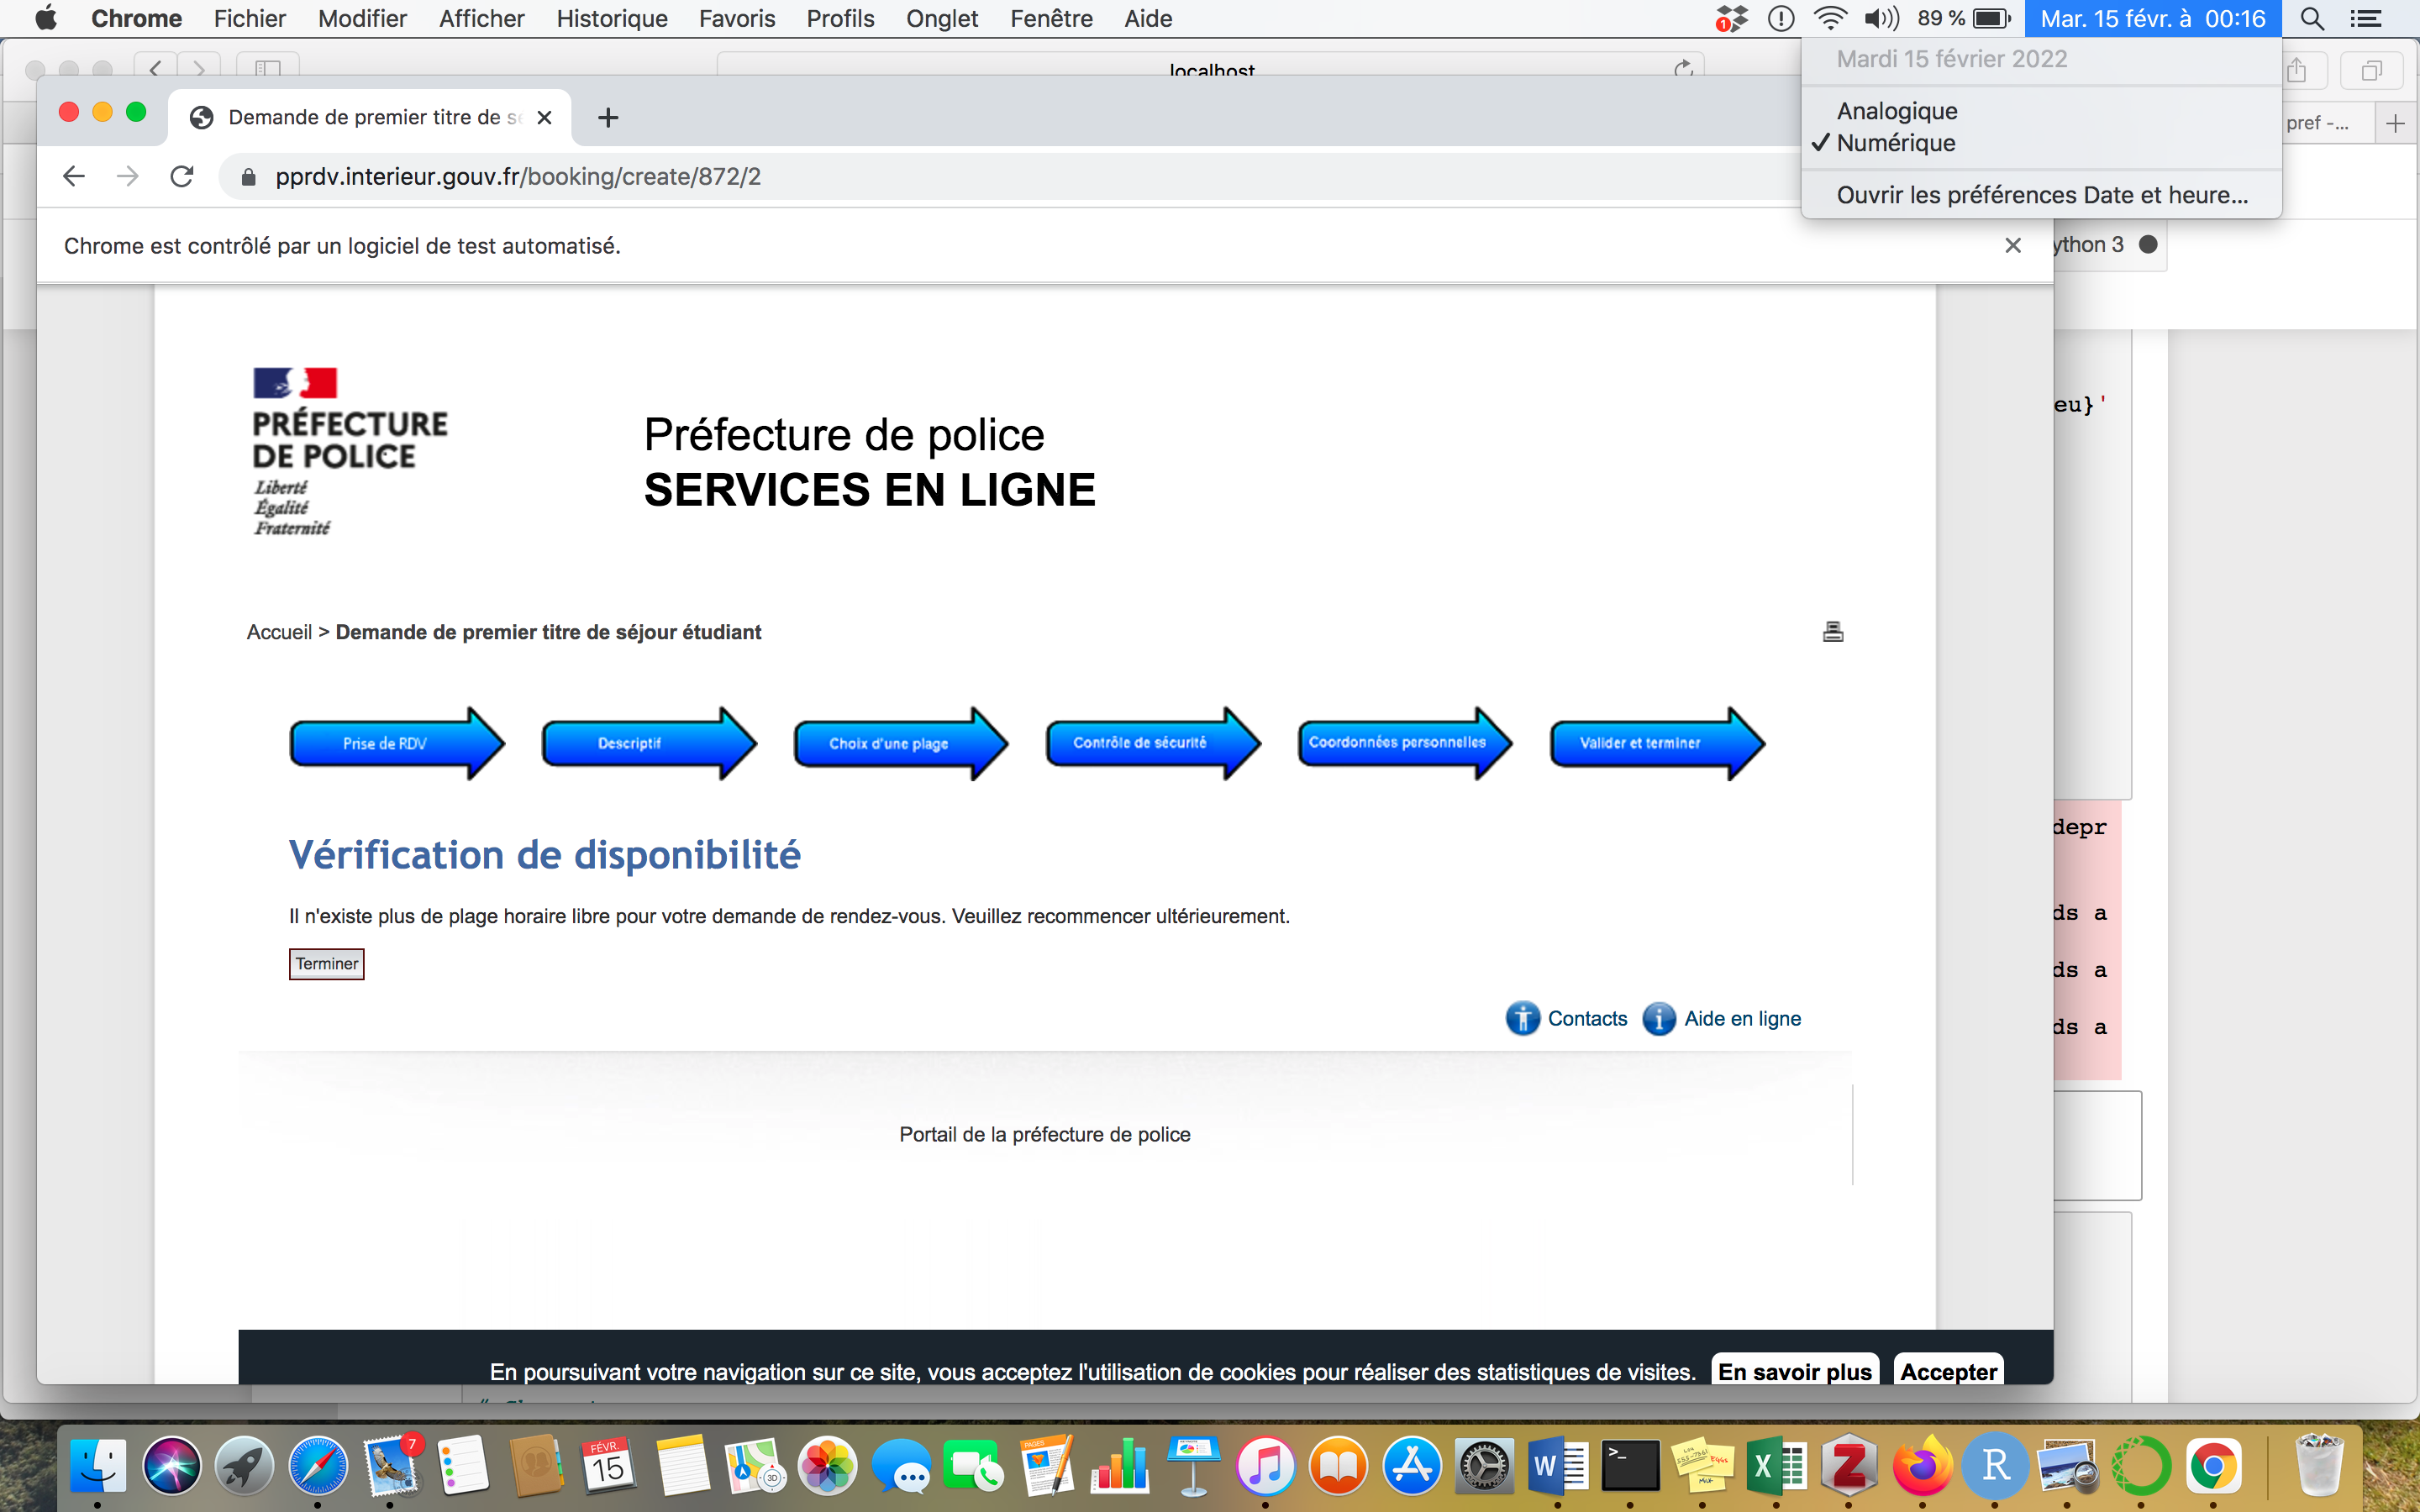 Chrome Fichier Modifier Afficher Historique Favoris Profils Onglet Fenêtre Aide 1 89 % Mar. 15 févr. à 00:16
Mardi 15 février 2022
Analogique
✓ Numérique
Ouvrir les préférences Date et heure...
localhost
pref -...
Demande de premier titre de s
pprdv.interieur.gouv.fr/booking/create/872/2
Chrome est contrôlé par un logiciel de test automatisé.
ython 3
eu}'
PRÉFECTURE
DE POLICE
Liberté
Égalité
Fraternité
Préfecture de police
SERVICES EN LIGNE
Accueil > Demande de premier titre de séjour étudiant
Prise de RDV
Descriptif
Choix d'une plage
Contrôle de sécurité
Coordonnées personnelles
Valider et terminer
depr
ds a
ds a
ds a
Vérification de disponibilité
Il n'existe plus de plage horaire libre pour votre demande de rendez-vous. Veuillez recommencer ultérieurement.
Terminer
Contacts
Aide en ligne
Portail de la préfecture de police
En poursuivant votre navigation sur ce site, vous acceptez l'utilisation de cookies pour réaliser des statistiques de visites. En savoir plus Accepter
7
FÉVR.
15
3D
PAGES
W
>_
X
Z
R